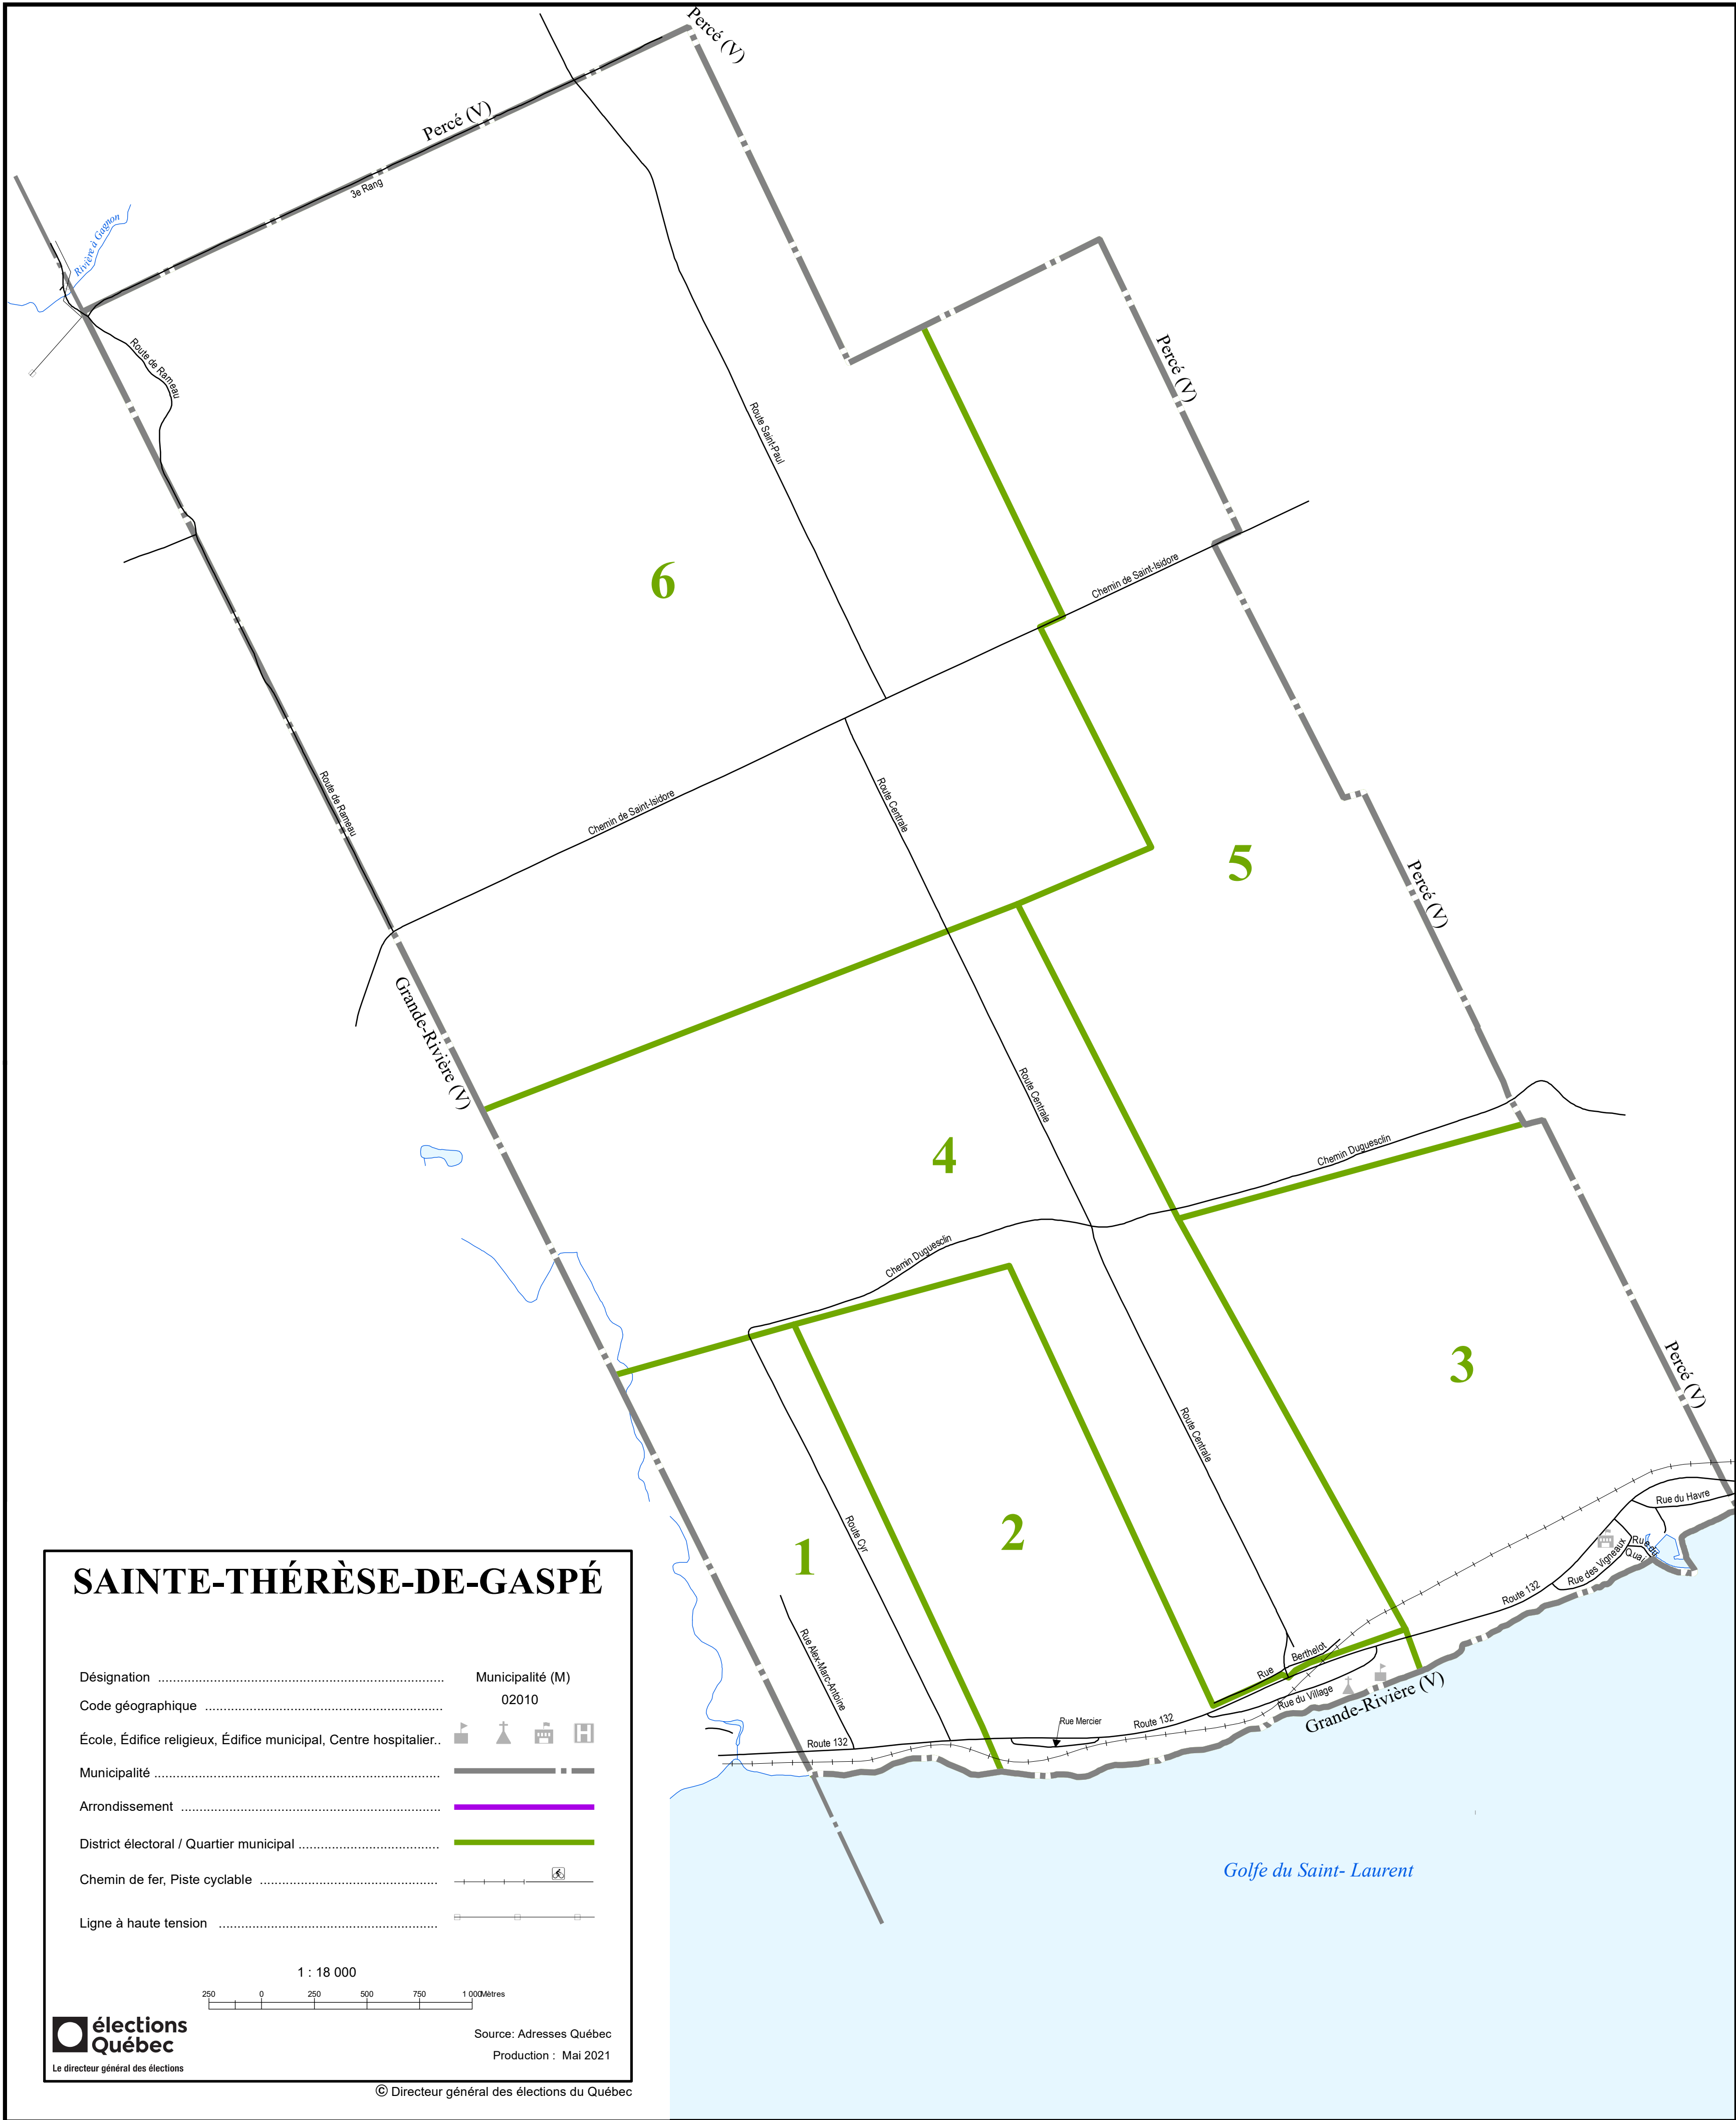 Percé (V)
Percé (V)
3e Rang
Rivière à Gagnon
Route de Rameau
Percé (V)
Route Saint-Paul
6
Chemin de Saint-Isidore
Route de Rameau
Chemin de Saint-Isidore
Route Centrale
5
Percé (V)
Grande-Rivière (V)
Route Centrale
4
Chemin Duguesclin
Chemin Duguesclin
3
Percé (V)
Route Centrale
Rue du Havre
1
Route Cyr
2
Rue du
Quai
Rue des Vigneaux
Route 132
Rue Alex-Marc-Antoine
Rue Berthelot
Rue du Village
Grande-Rivière (V)
Rue Mercier
Route 132
Route 132
Golfe du Saint- Laurent
SAINTE-THÉRÈSE-DE-GASPÉ
Désignation ........ Municipalité (M)
Code géographique ........ 02010
École, Édifice religieux, Édifice municipal, Centre hospitalier.. H
Municipalité ........
Arrondissement ........
District électoral / Quartier municipal ........
Chemin de fer, Piste cyclable ........
Ligne à haute tension ........
1 : 18 000
250 0 250 500 750 1 000 Mètres
élections
Québec
Le directeur général des élections
Source: Adresses Québec
Production : Mai 2021
© Directeur général des élections du Québec